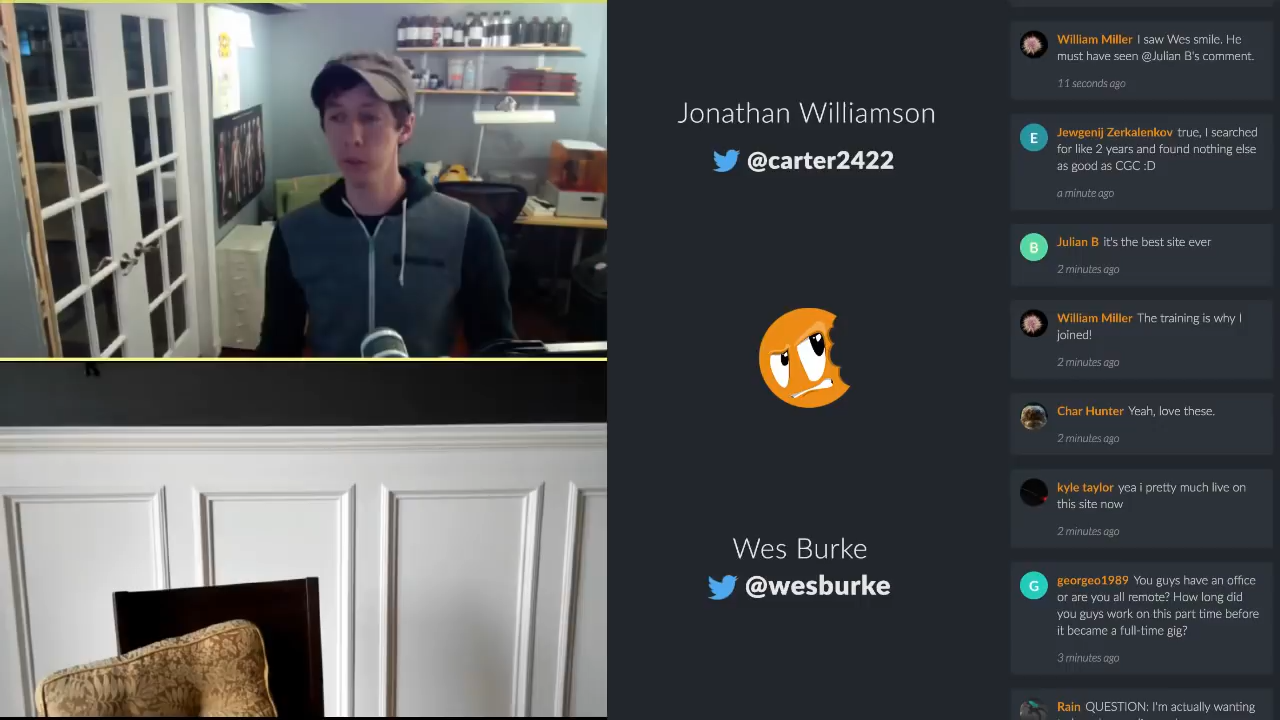 Jonathan Williamson
@carter2422
Wes Burke
@wesburke
William Miller I saw Wes smile. He
must have seen @Julian B's comment.
11 seconds ago
E
Jewgenij Zerkalenkov true, I searched
for like 2 years and found nothing else
as good as CGC :D
a minute ago
B
Julian B it's the best site ever
2 minutes ago
William Miller The training is why I
joined!
2 minutes ago
Char Hunter Yeah, love these.
2 minutes ago
kyle taylor yea i pretty much live on
this site now
2 minutes ago
G
georgeo1989 You guys have an office
or are you all remote? How long did
you guys work on this part time before
it became a full-time gig?
3 minutes ago
Rain QUESTION: I'm actually wanting